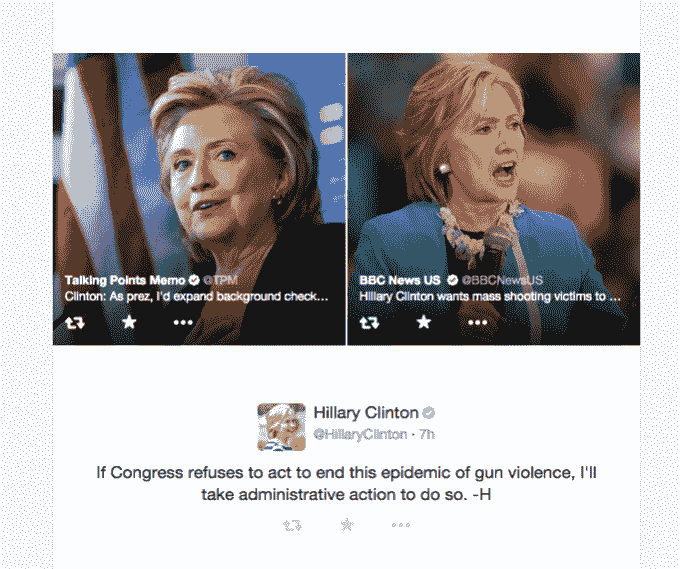 Talking Points Memo @TPM
Clinton: As prez, I'd expand background check...
BBC News US @BBCNewsUS
Hillary Clinton wants mass shooting victims to ...
Hillary Clinton
@HillaryClinton · 7h
If Congress refuses to act to end this epidemic of gun violence, I'll
take administrative action to do so. -H